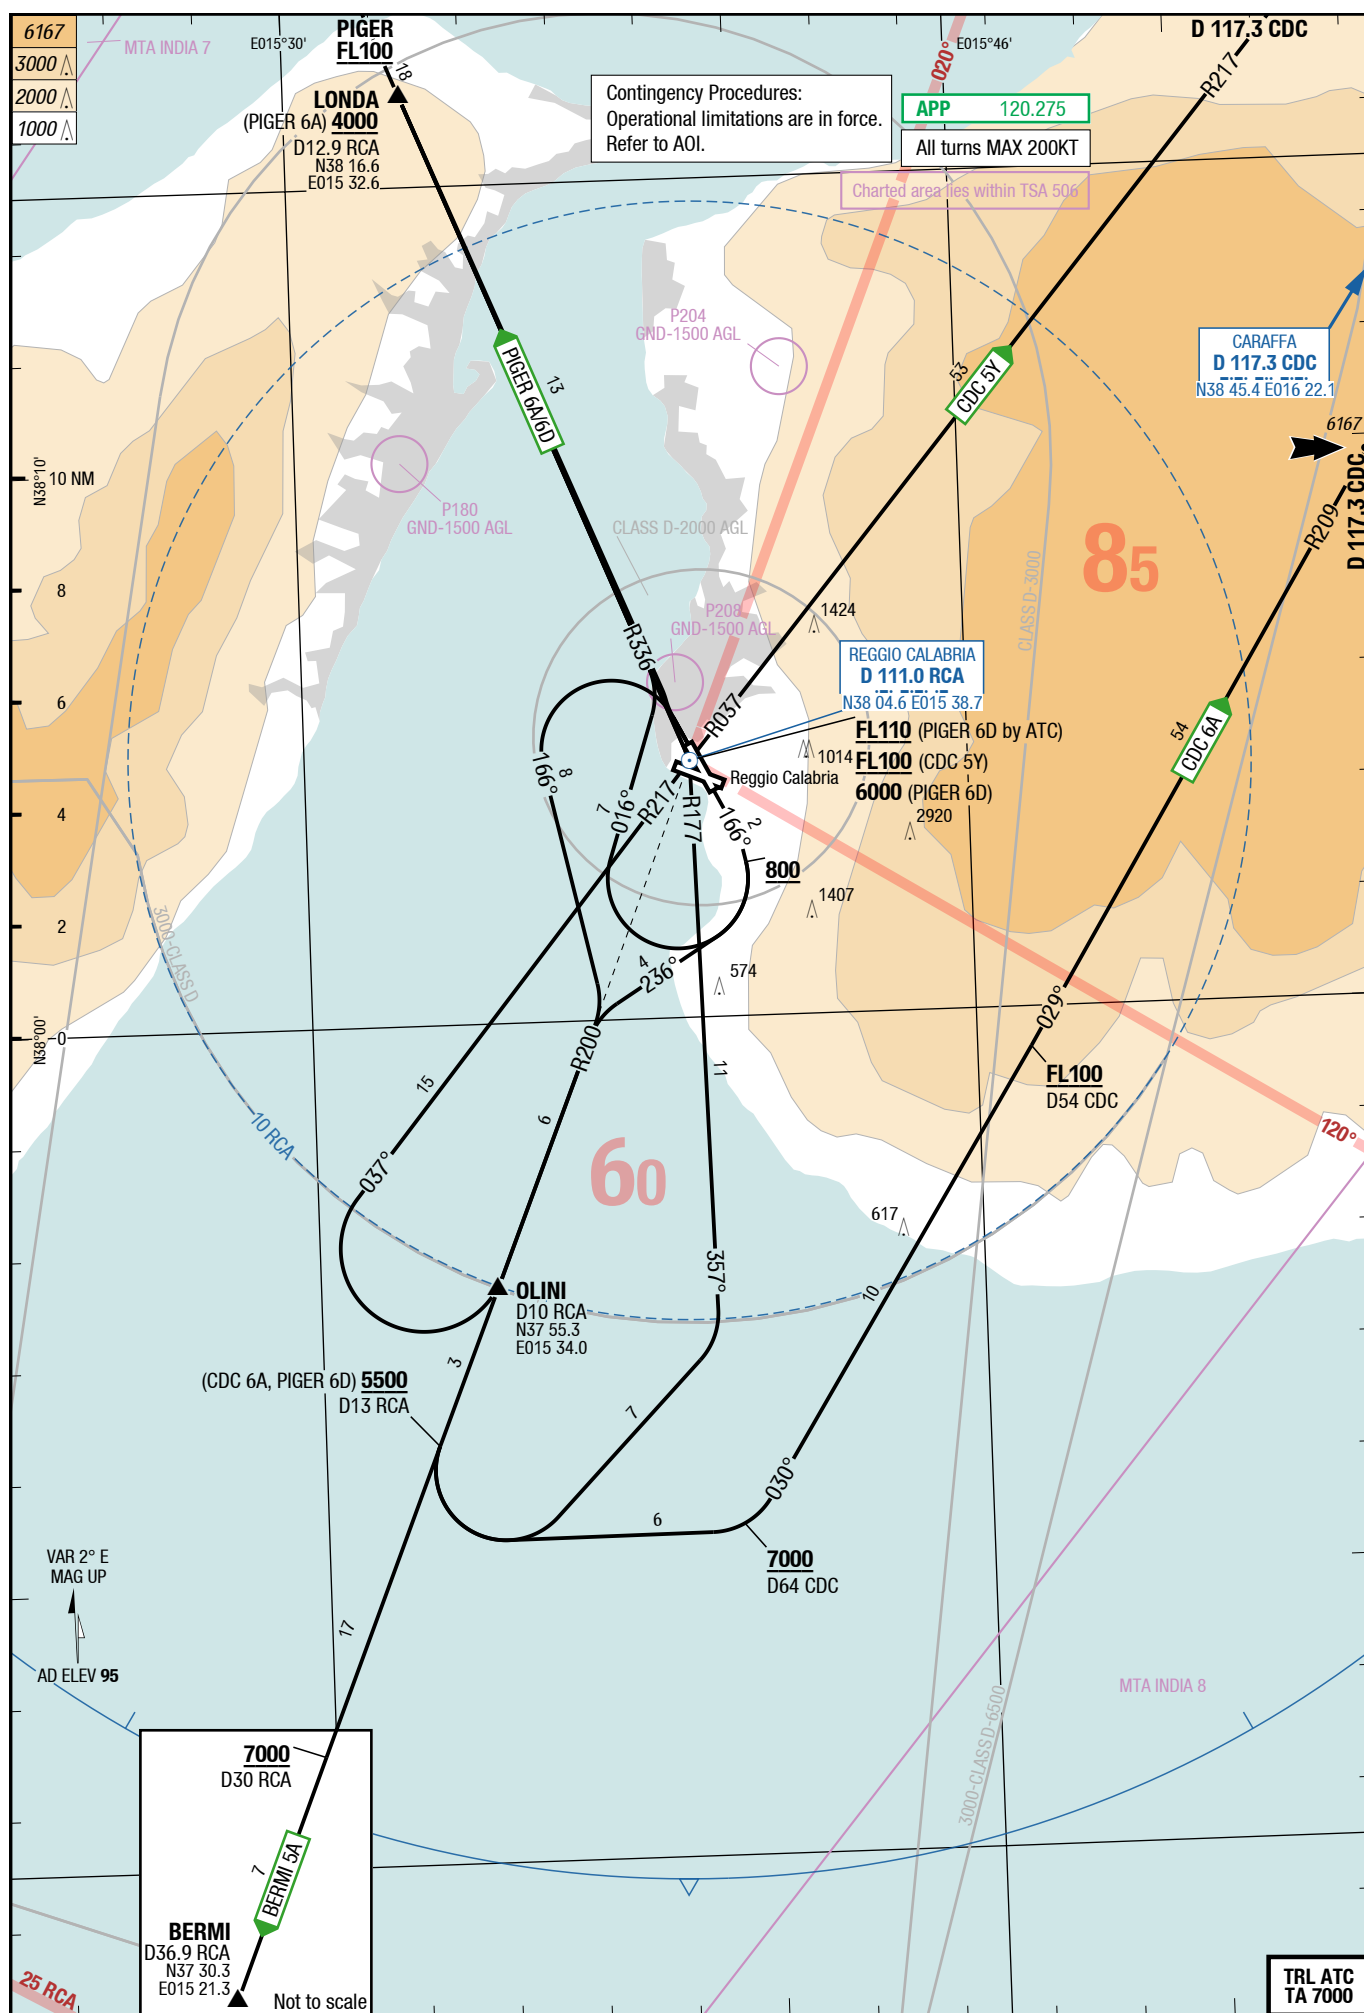 6167
3000
2000
1000
MTA INDIA 7
E015°30'
PIGER
FL100
18
LONDA
(PIGER 6A) 4000
D12.9 RCA
N38 16.6
E015 32.6
Contingency Procedures:
Operational limitations are in force.
Refer to AOI.
020°
E015°46'
D 117.3 CDC
R217
APP 120.275
All turns MAX 200KT
Charted area lies within TSA 506
P204
GND-1500 AGL
PIGER 6A/6D
13
53
CDC 5Y
CARAFFA
D 117.3 CDC
N38 45.4 E016 22.1
6167
D 117.3 CDC
R209
N38°10'
10 NM
P180
GND-1500 AGL
CLASS D-2000 AGL
85
CLASS D-3000
8
P208
GND-1500 AGL
1424
R336
REGGIO CALABRIA
D 111.0 RCA
N38 04.6 E015 38.7
6
R037
FL110 (PIGER 6D by ATC)
FL100 (CDC 5Y)
6000 (PIGER 6D)
1014
Reggio Calabria
54
CDC 6A
8
166°
7
016°
R217
R177
2
166°
4
2920
800
1407
2
3000-CLASS D
4
236°
574
N38°00'
0
R200
029°
FL100
D54 CDC
15
11
6
10 RCA
60
120°
037°
617
357°
10
OLINI
D10 RCA
N37 55.3
E015 34.0
3
(CDC 6A, PIGER 6D) 5500
D13 RCA
7
030°
6
7000
D64 CDC
VAR 2° E
MAG UP
AD ELEV 95
17
MTA INDIA 8
3000-CLASS D-6500
7000
D30 RCA
7
BERMI 5A
BERMI
D36.9 RCA
N37 30.3
E015 21.3
Not to scale
25 RCA
TRL ATC
TA 7000